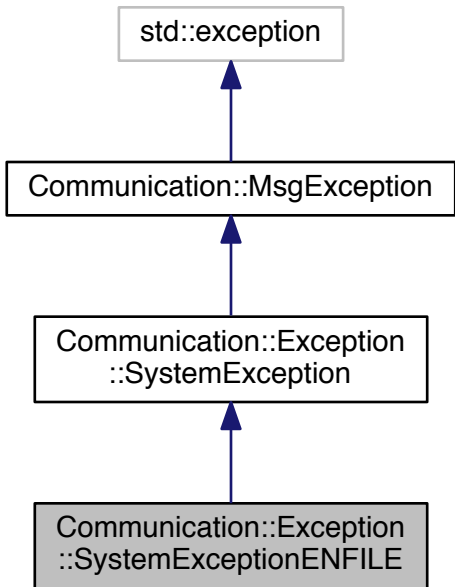 std::exception
Communication::MsgException
Communication::Exception
::SystemException
Communication::Exception
::SystemExceptionENFILE